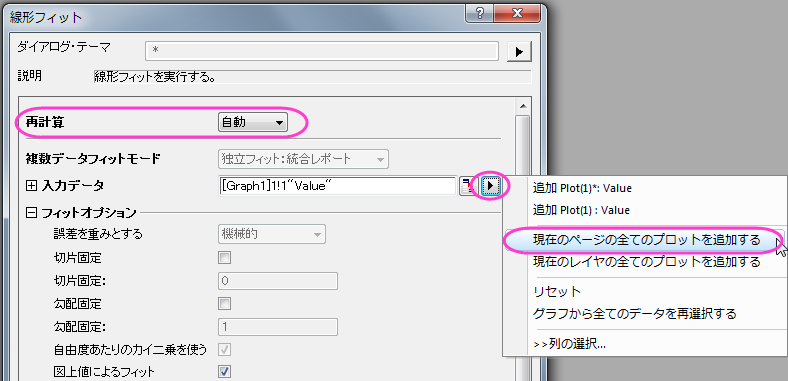 線形フィット
ダイアログ・テーマ *
説明 線形フィットを実行する。
再計算 自動
複数データフィットモード 独立フィット:統合レポート
入力データ [Graph1]1!1"Value"
フィットオプション
誤差を重みとする 機械的
切片固定
切片固定: 0
勾配固定
勾配固定: 1
自由度あたりのカイ二乗を使う
図上値によるフィット
追加 Plot(1)*: Value
追加 Plot(1) : Value
現在のページの全てのプロットを追加する
現在のレイヤの全てのプロットを追加する
リセット
グラフから全てのデータを再選択する
>>列の選択...